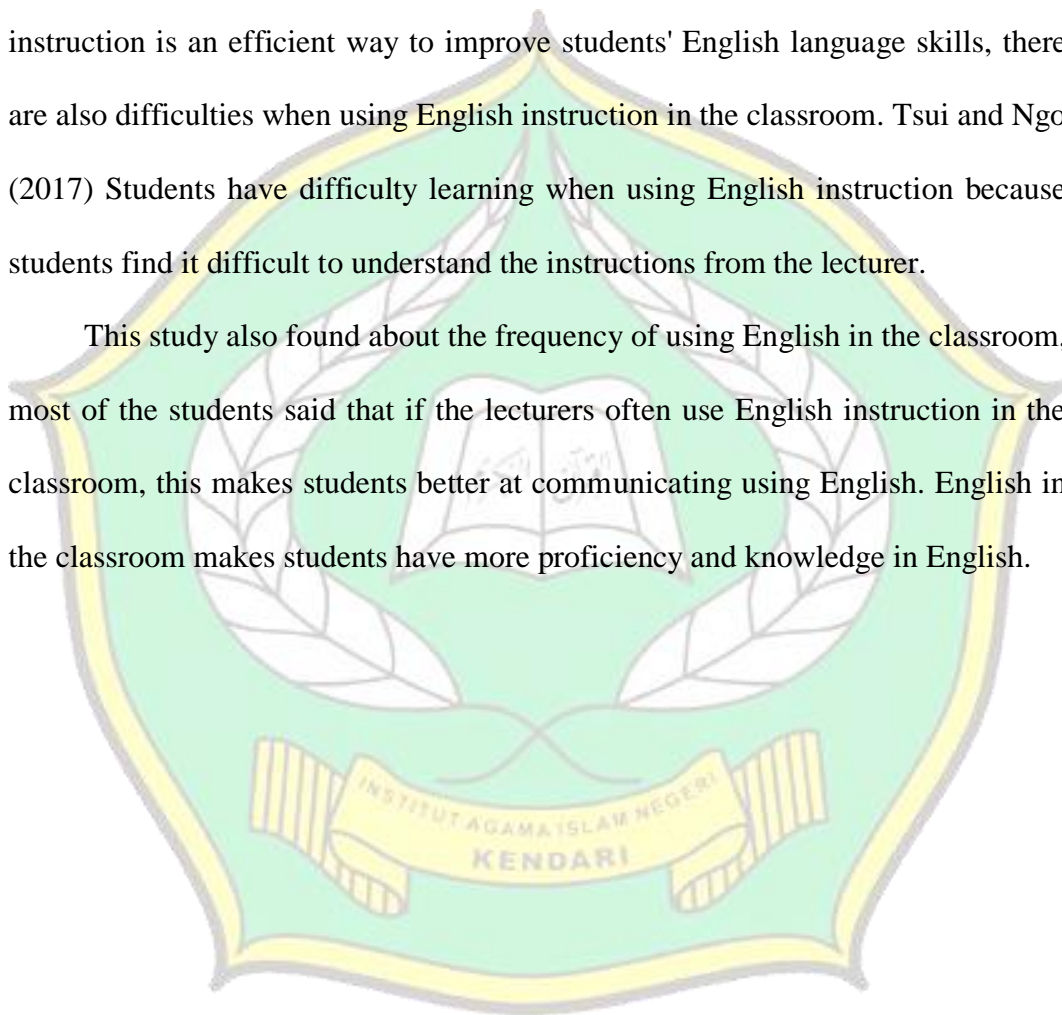 instruction is an efficient way to improve students' English language skills, there
are also difficulties when using English instruction in the classroom. Tsui and Ngo
(2017) Students have difficulty learning when using English instruction because
students find it difficult to understand the instructions from the lecturer.
This study also found about the frequency of using English in the classroom,
most of the students said that if the lecturers often use English instruction in the
classroom, this makes students better at communicating using English. English in
the classroom makes students have more proficiency and knowledge in English.
INSTITUT AGAMA ISLAM NEGERI
KENDARI